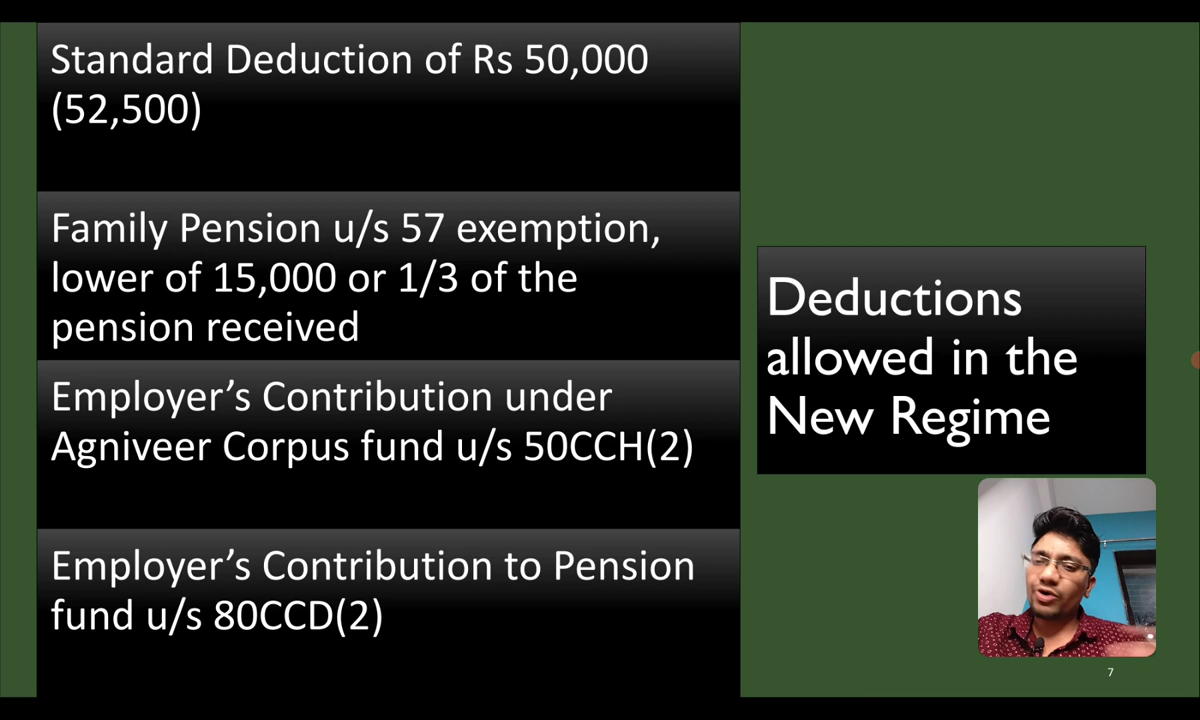 Standard Deduction of Rs 50,000
(52,500)
Family Pension u/s 57 exemption,
lower of 15,000 or 1/3 of the
pension received
Employer’s Contribution under
Agniveer Corpus fund u/s 50CCH(2)
Employer’s Contribution to Pension
fund u/s 80CCD(2)
Deductions
allowed in the
New Regime
7